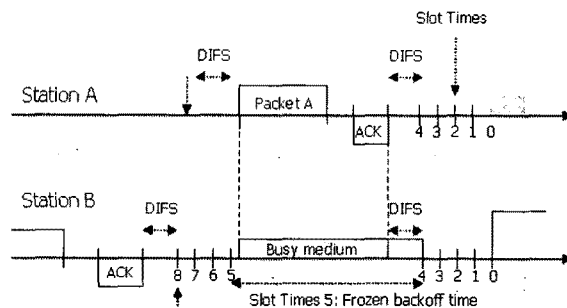 Slot Times
DIFS DIFS
Station A
Packet A
ACK
4 3 2 1 0
Station B
DIFS DIFS
Busy medium
ACK
8 7 6 5 4 3 2 1 0
Slot Times 5: Frozen backoff time